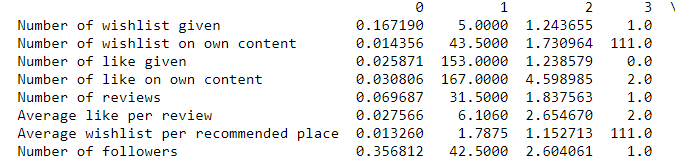 0 1 2 3 \
Number of wishlist given 0.167190 5.0000 1.243655 1.0
Number of wishlist on own content 0.014356 43.5000 1.730964 111.0
Number of like given 0.025871 153.0000 1.238579 0.0
Number of like on own content 0.030806 167.0000 4.598985 2.0
Number of reviews 0.069687 31.5000 1.837563 1.0
Average like per review 0.027566 6.1060 2.654670 2.0
Average wishlist per recommended place 0.013260 1.7875 1.152713 111.0
Number of followers 0.356812 42.5000 2.604061 1.0